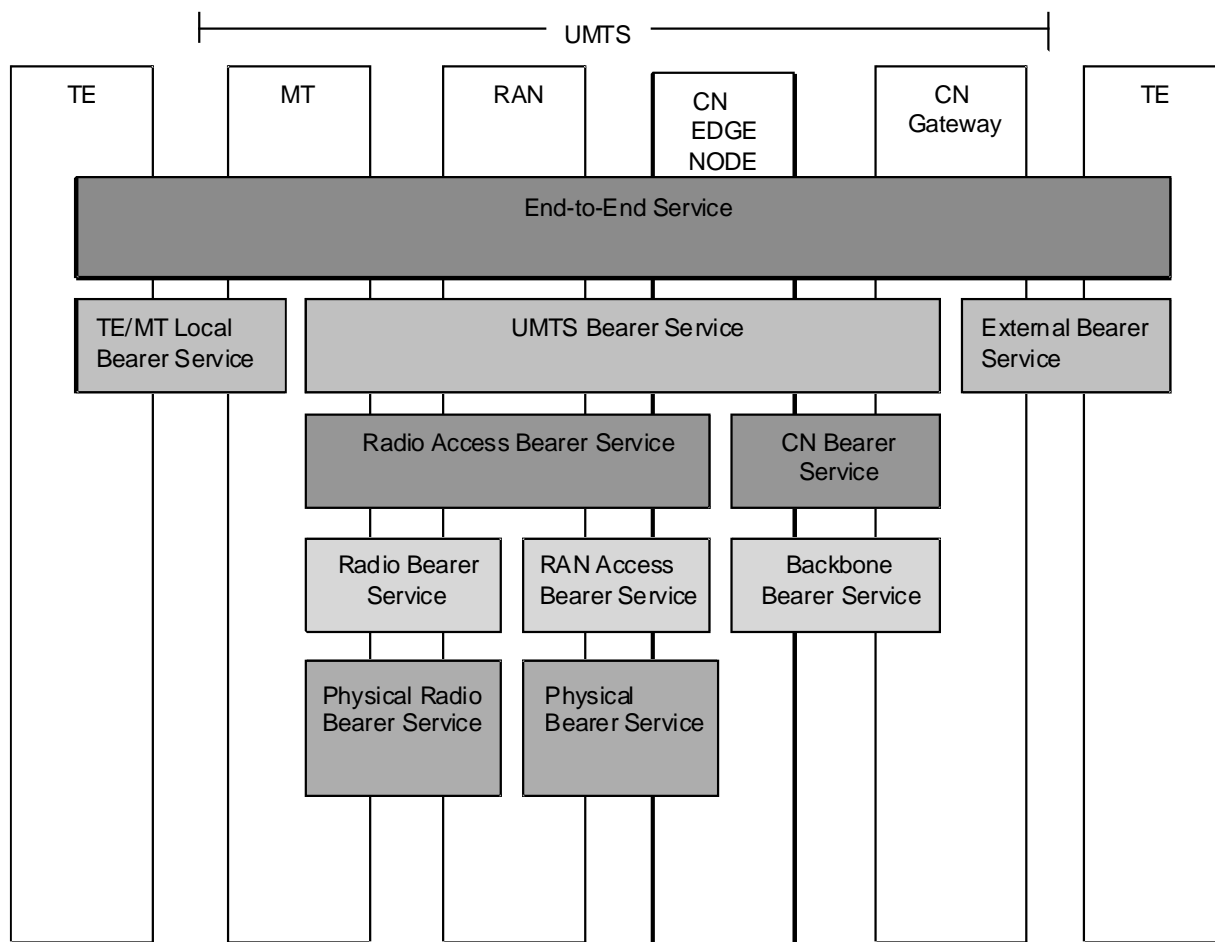 UMTS
TE
MT
RAN
CN
EDGE
NODE
CN
Gateway
TE
End-to-End Service
TE/MT Local
Bearer Service
UMTS Bearer Service
External Bearer
Service
Radio Access Bearer Service
CN Bearer
Service
Radio Bearer
Service
RAN Access
Bearer Service
Backbone
Bearer Service
Physical Radio
Bearer Service
Physical
Bearer Service